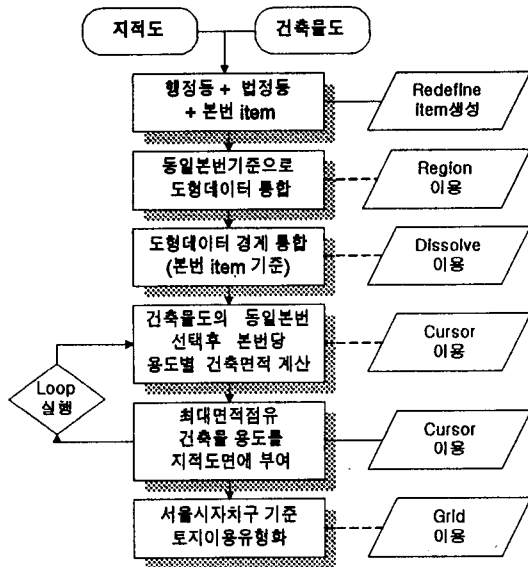 지적도
건축물도
행정동 + 법정동
+ 본번 item
Redefine
item생성
동일본번기준으로
도형데이터 통합
Region
이용
도형데이터 경계 통합
(본번 item 기준)
Dissolve
이용
건축물도의 동일본번
선택후 본번당
용도별 건축면적 계산
Cursor
이용
Loop
실행
최대면적점유
건축물 용도를
지적도면에 부여
Cursor
이용
서울시자치구 기준
토지이용유형화
Grid
이용